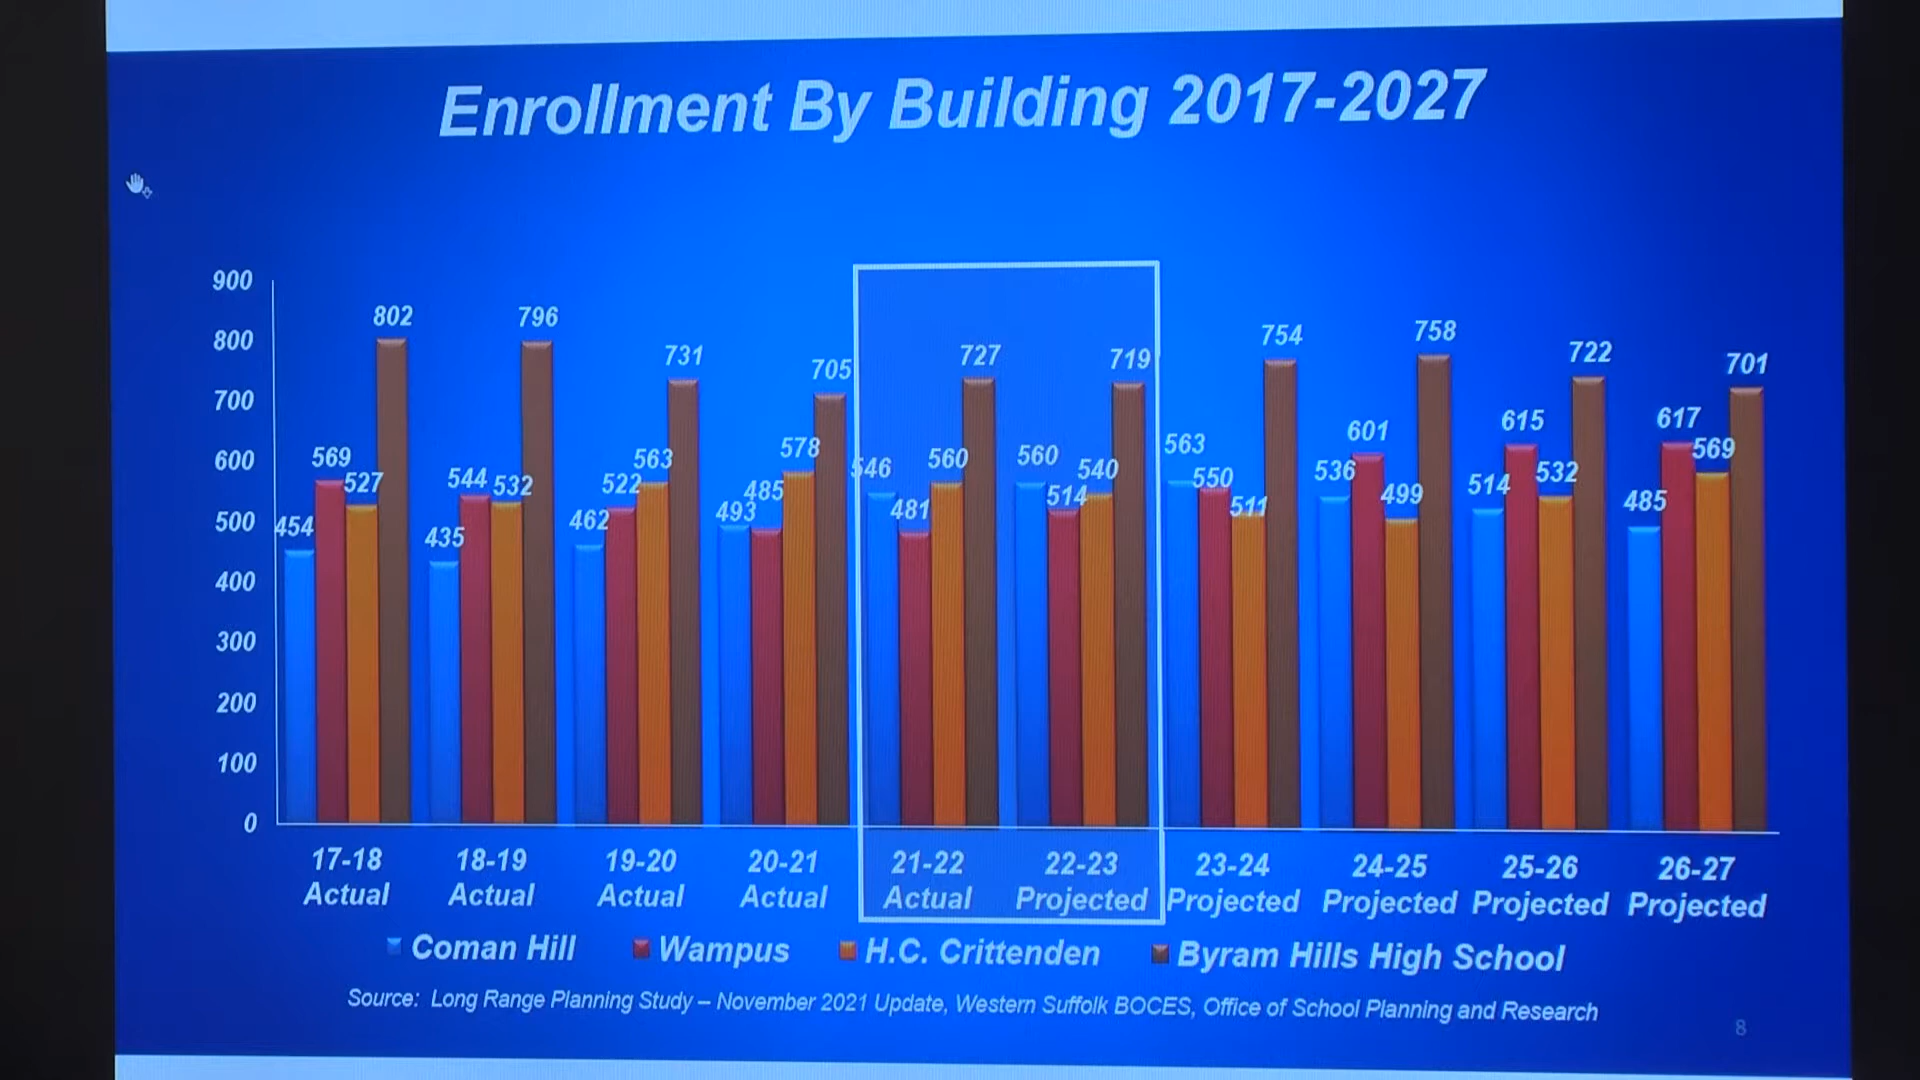 Enrollment By Building 2017-2027
900
800
700
600
500
400
300
200
100
0
454 569 527 802
435 544 532 796
462 522 563 731
493 485 578 705
546 481 560 727
560 514 540 719
563 550 511 754
536 601 499 758
514 615 532 722
485 617 569 701
17-18 18-19 19-20 20-21 21-22 22-23 23-24 24-25 25-26 26-27
Actual Actual Actual Actual Actual Projected Projected Projected Projected Projected
Coman Hill Wampus H.C. Crittenden Byram Hills High School
Source: Long Range Planning Study – November 2021 Update, Western Suffolk BOCES, Office of School Planning and Research
8